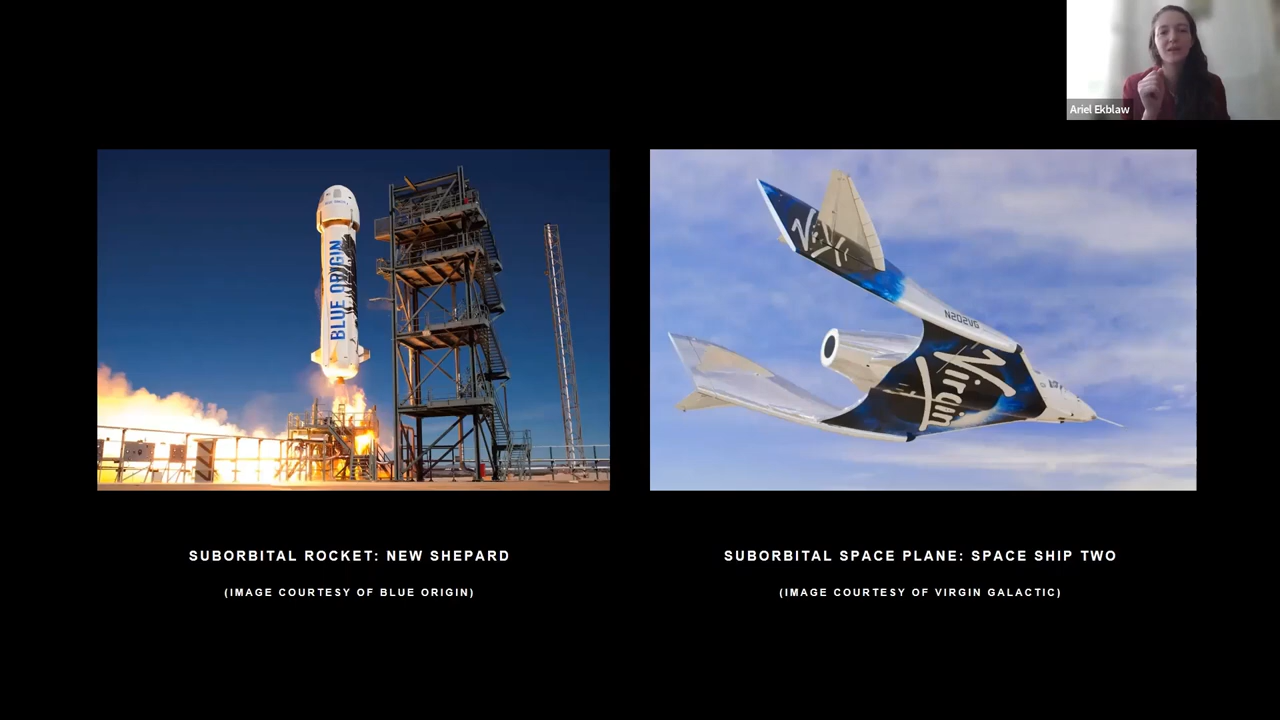 Ariel Ekblaw
BLUE ORIGIN
N202VG
Virgin
SUBORBITAL ROCKET: NEW SHEPARD
SUBORBITAL SPACE PLANE: SPACE SHIP TWO
(IMAGE COURTESY OF BLUE ORIGIN)
(IMAGE COURTESY OF VIRGIN GALACTIC)